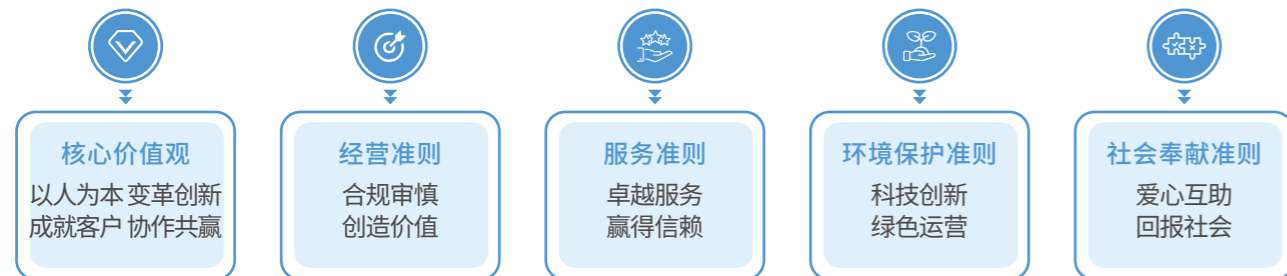 核心价值观
以人为本 变革创新
成就客户 协作共赢
经营准则
合规审慎
创造价值
服务准则
卓越服务
赢得信赖
环境保护准则
科技创新
绿色运营
社会奉献准则
爱心互助
回报社会